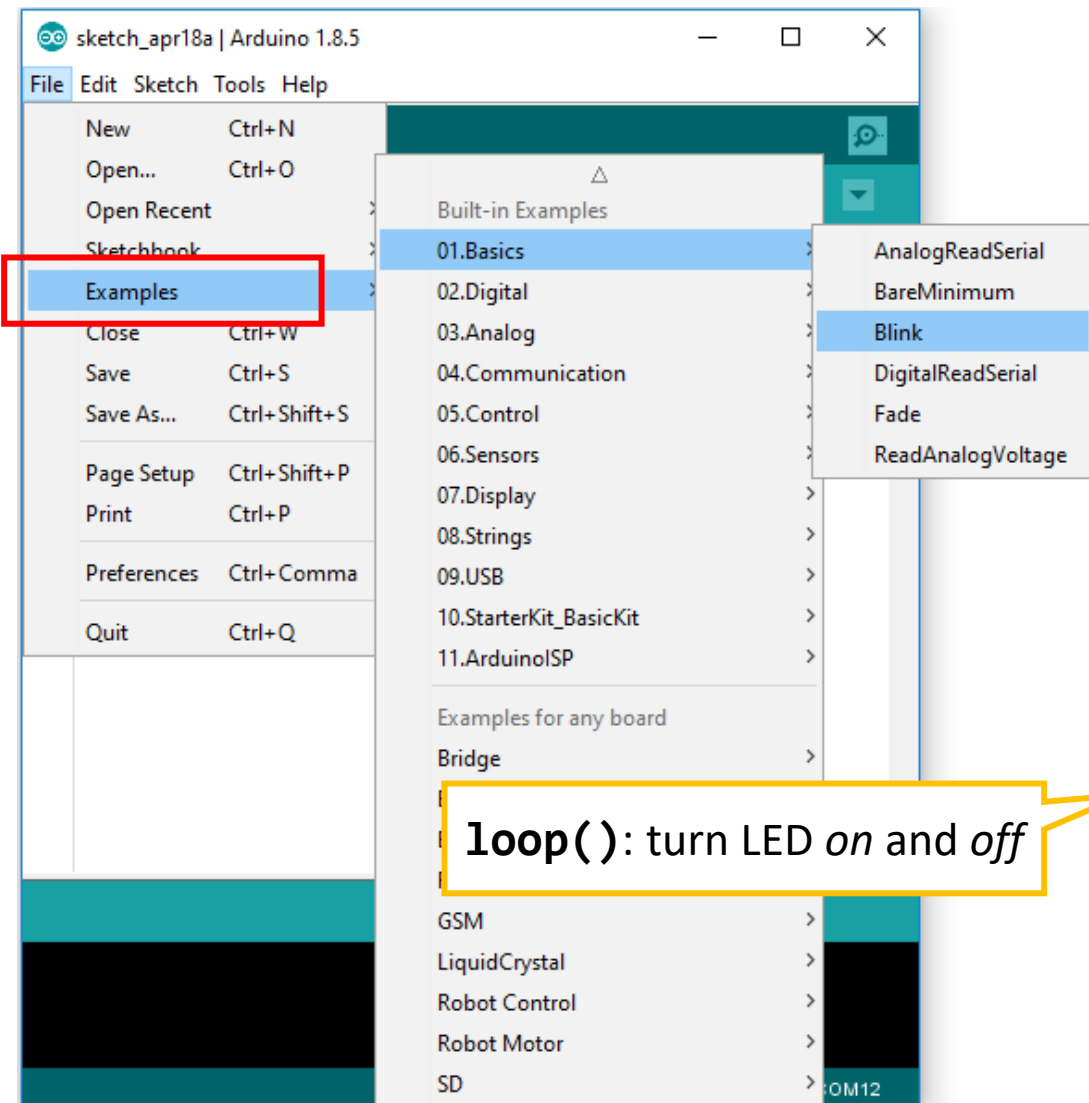 sketch_apr18a | Arduino 1.8.5
File Edit Sketch Tools Help
New Ctrl+N
Open... Ctrl+O
Open Recent
Sketchbook
Examples
Close Ctrl+W
Save Ctrl+S
Save As... Ctrl+Shift+S
Page Setup Ctrl+Shift+P
Print Ctrl+P
Preferences Ctrl+Comma
Quit Ctrl+Q
Built-in Examples
01.Basics
02.Digital
03.Analog
04.Communication
05.Control
06.Sensors
07.Display
08.Strings
09.USB
10.StarterKit_BasicKit
11.ArduinoISP
Examples for any board
Bridge
GSM
LiquidCrystal
Robot Control
Robot Motor
SD
AnalogReadSerial
BareMinimum
Blink
DigitalReadSerial
Fade
ReadAnalogVoltage
loop(): turn LED on and off
COM12